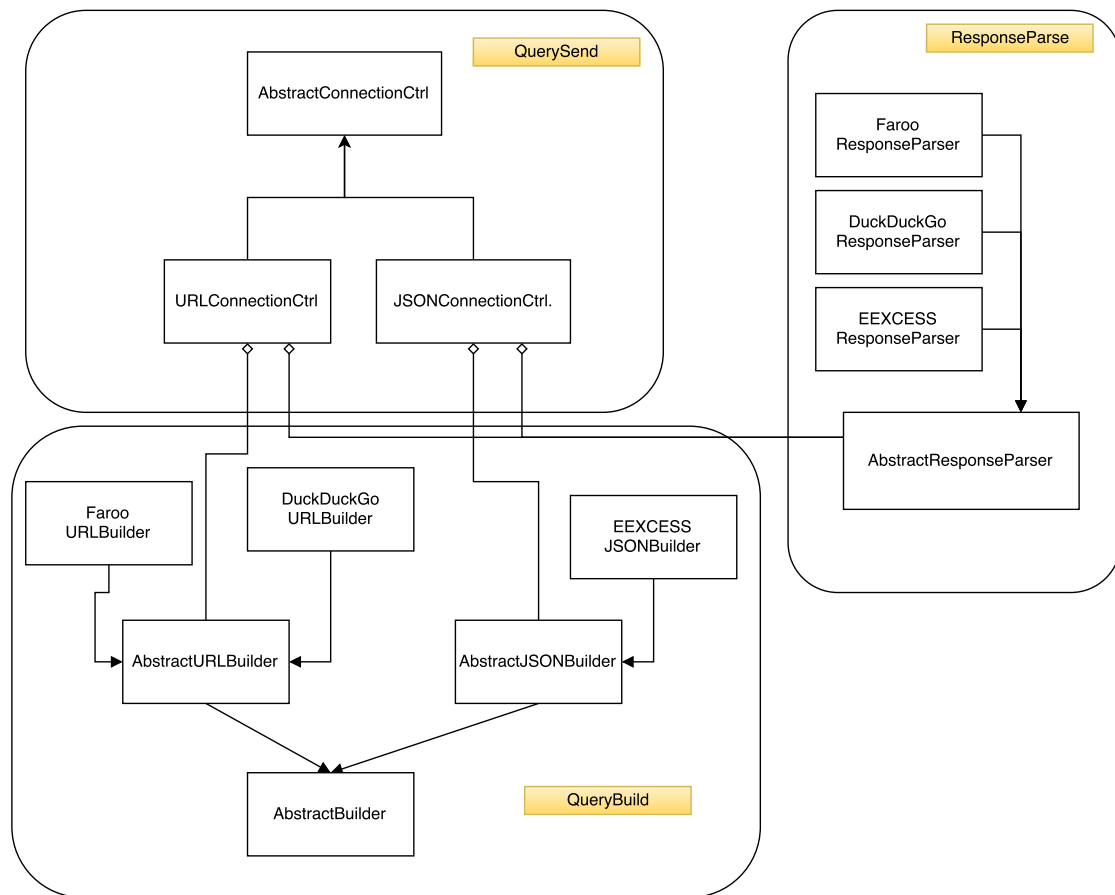 QuerySend
AbstractConnectionCtrl
URLConnectionCtrl
JSONConnectionCtrl.
ResponseParse
Faroo
ResponseParser
DuckDuckGo
ResponseParser
EEXCESS
ResponseParser
AbstractResponseParser
Faroo
URLBuilder
DuckDuckGo
URLBuilder
EEXCESS
JSONBuilder
AbstractURLBuilder
AbstractJSONBuilder
AbstractBuilder
QueryBuild